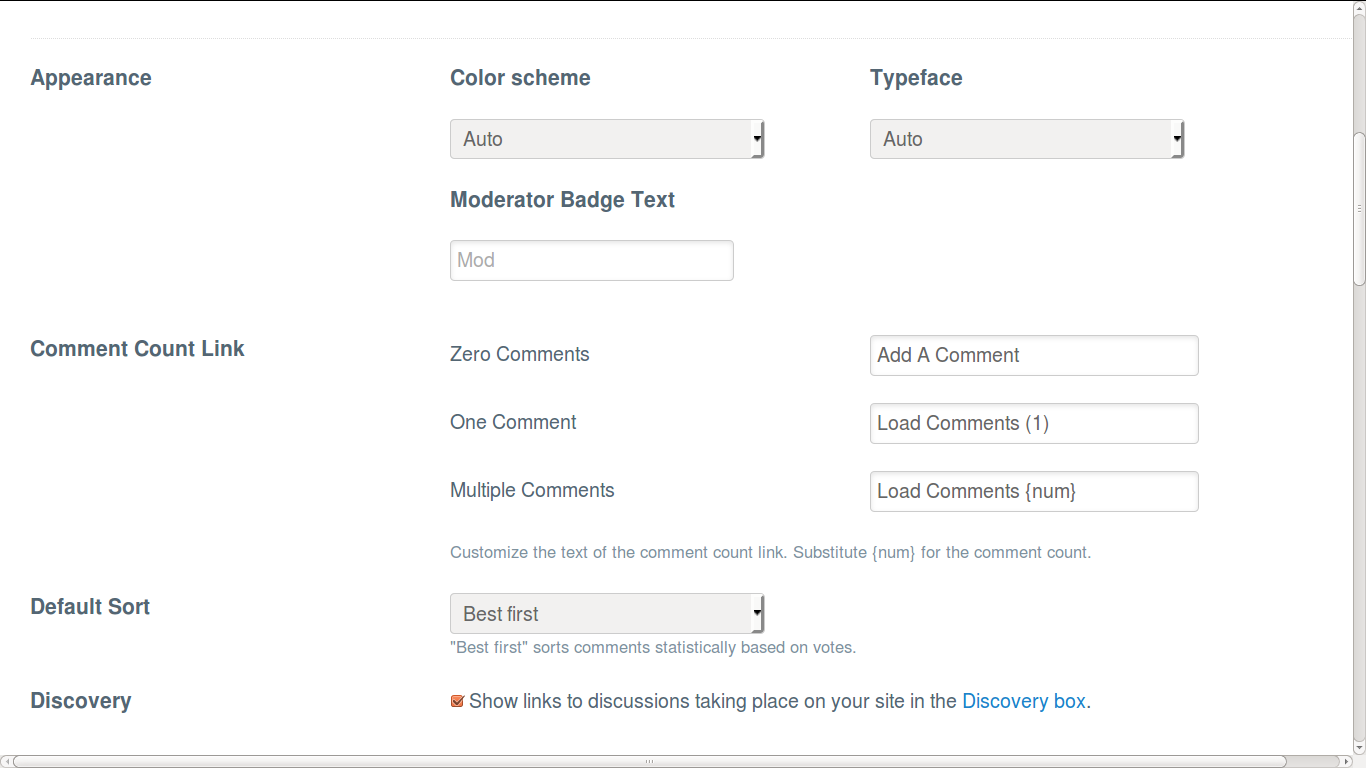 Appearance
Color scheme
Typeface
Auto
Auto
Moderator Badge Text
Mod
Comment Count Link
Zero Comments
Add A Comment
One Comment
Load Comments (1)
Multiple Comments
Load Comments {num}
Customize the text of the comment count link. Substitute {num} for the comment count.
Default Sort
Best first
"Best first" sorts comments statistically based on votes.
Discovery
Show links to discussions taking place on your site in the Discovery box.